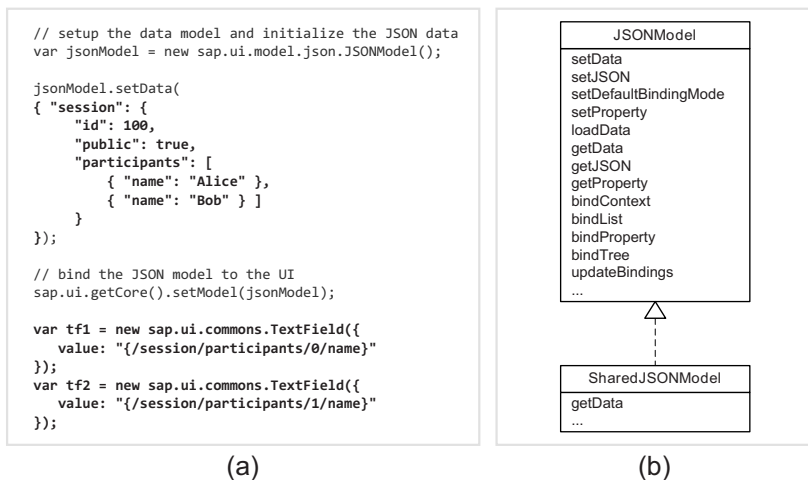 // setup the data model and initialize the JSON data
var jsonModel = new sap.ui.model.json.JSONModel();
jsonModel.setData(
{ "session": {
"id": 100,
"public": true,
"participants": [
{ "name": "Alice" },
{ "name": "Bob" } ]
}
});
// bind the JSON model to the UI
sap.ui.getCore().setModel(jsonModel);
var tf1 = new sap.ui.commons.TextField({
value: "{/session/participants/0/name}"
});
var tf2 = new sap.ui.commons.TextField({
value: "{/session/participants/1/name}"
});
(a)
JSONModel
setData
setJSON
setDefaultBindingMode
setProperty
loadData
getData
getJSON
getProperty
bindContext
bindList
bindProperty
bindTree
updateBindings
...
SharedJSONModel
getData
...
(b)